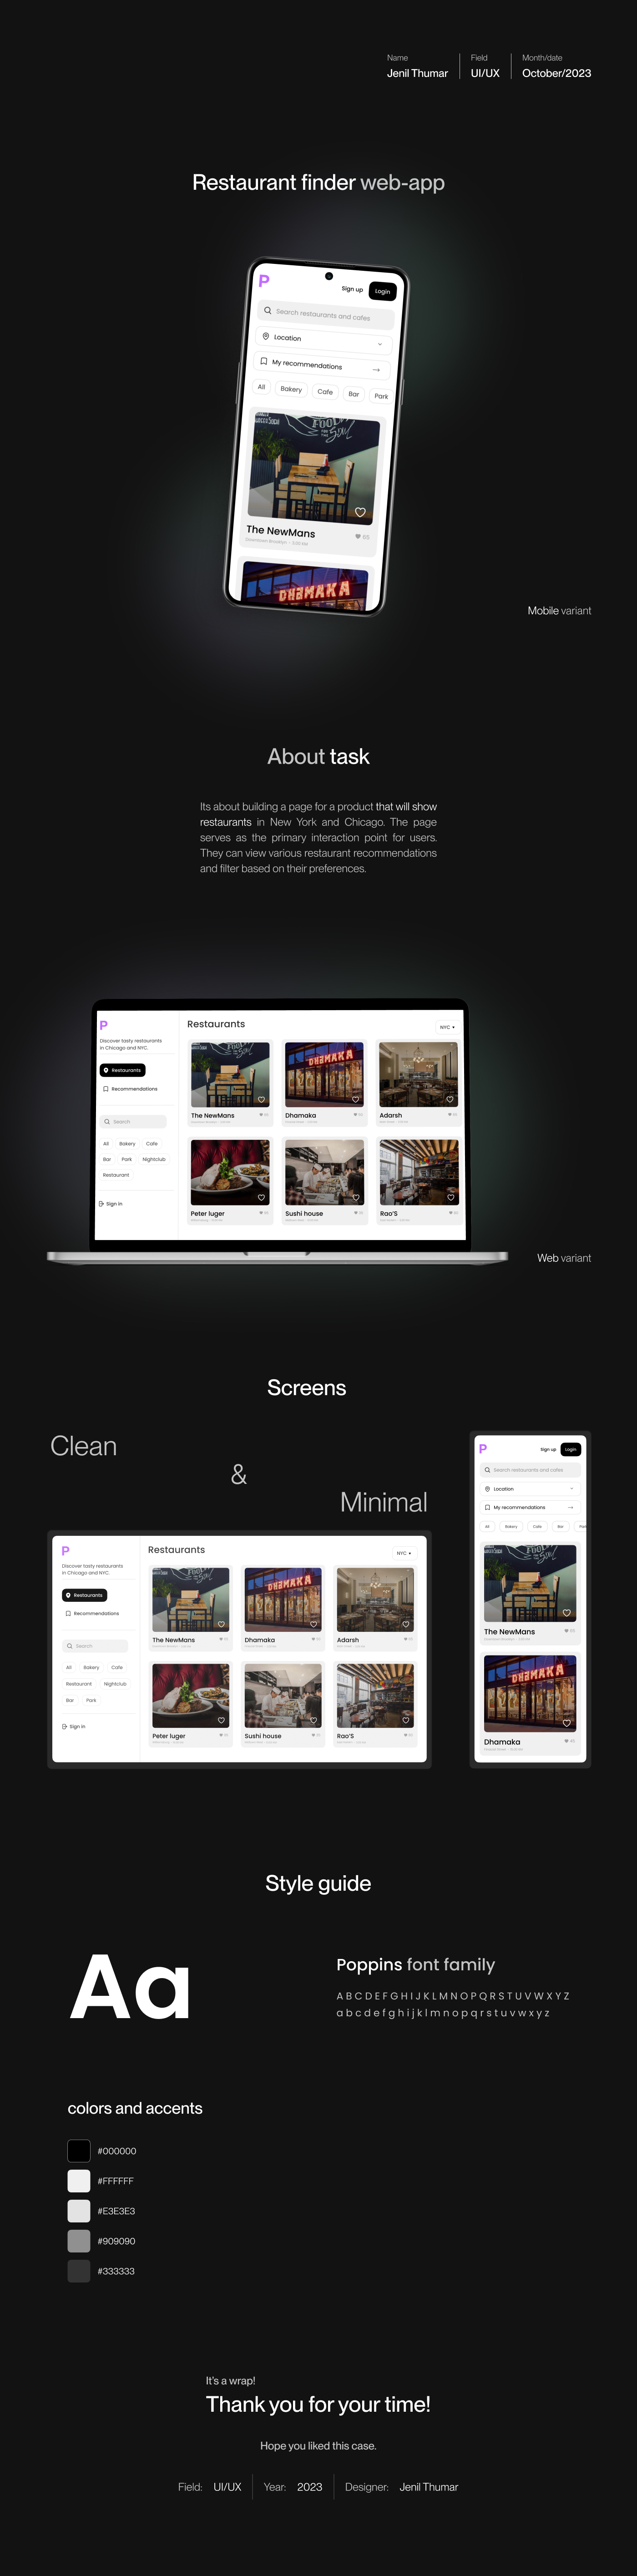 Name
Jenil Thumar
Field
UI/UX
Month/date
October/2023
Restaurant finder web-app
P
Sign up
Login
Search restaurants and cafes
Location
My recommendations
All
Bakery
Cafe
Bar
Park
The NewMans
65
DHAMAKA
Mobile variant
About task
Its about building a page for a product that will show
restaurants in New York and Chicago. The page
serves as the primary interaction point for users.
They can view various restaurant recommendations
and filter based on their preferences.
P
Discover tasty restaurants
in Chicago and NYC.
Restaurants
Recommendations
Search
All
Bakery
Cafe
Bar
Park
Nightclub
Restaurant
Sign in
Restaurants
NYC
DHAMAKA
The NewMans
Dhamaka
Adarsh
Peter luger
Sushi house
Rao'S
Web variant
Screens
Clean
&
Minimal
P
Discover tasty restaurants
in Chicago and NYC.
Restaurants
Recommendations
Search
All
Bakery
Cafe
Restaurant
Nightclub
Bar
Park
Sign in
Restaurants
NYC
DHAMAKA
The NewMans
Dhamaka
Adarsh
Peter luger
Sushi house
Rao'S
P
Sign up
Login
Search restaurants and cafes
Location
My recommendations
All
Bakery
Cafe
Bar
The NewMans
DHAMAKA
Dhamaka
Style guide
Aa
Poppins font family
A B C D E F G H I J K L M N O P Q R S T U V W X Y Z
a b c d e f g h i j k l m n o p q r s t u v w x y z
colors and accents
#000000
#FFFFFF
#E3E3E3
#909090
#333333
It's a wrap!
Thank you for your time!
Hope you liked this case.
Field: UI/UX
Year: 2023
Designer: Jenil Thumar